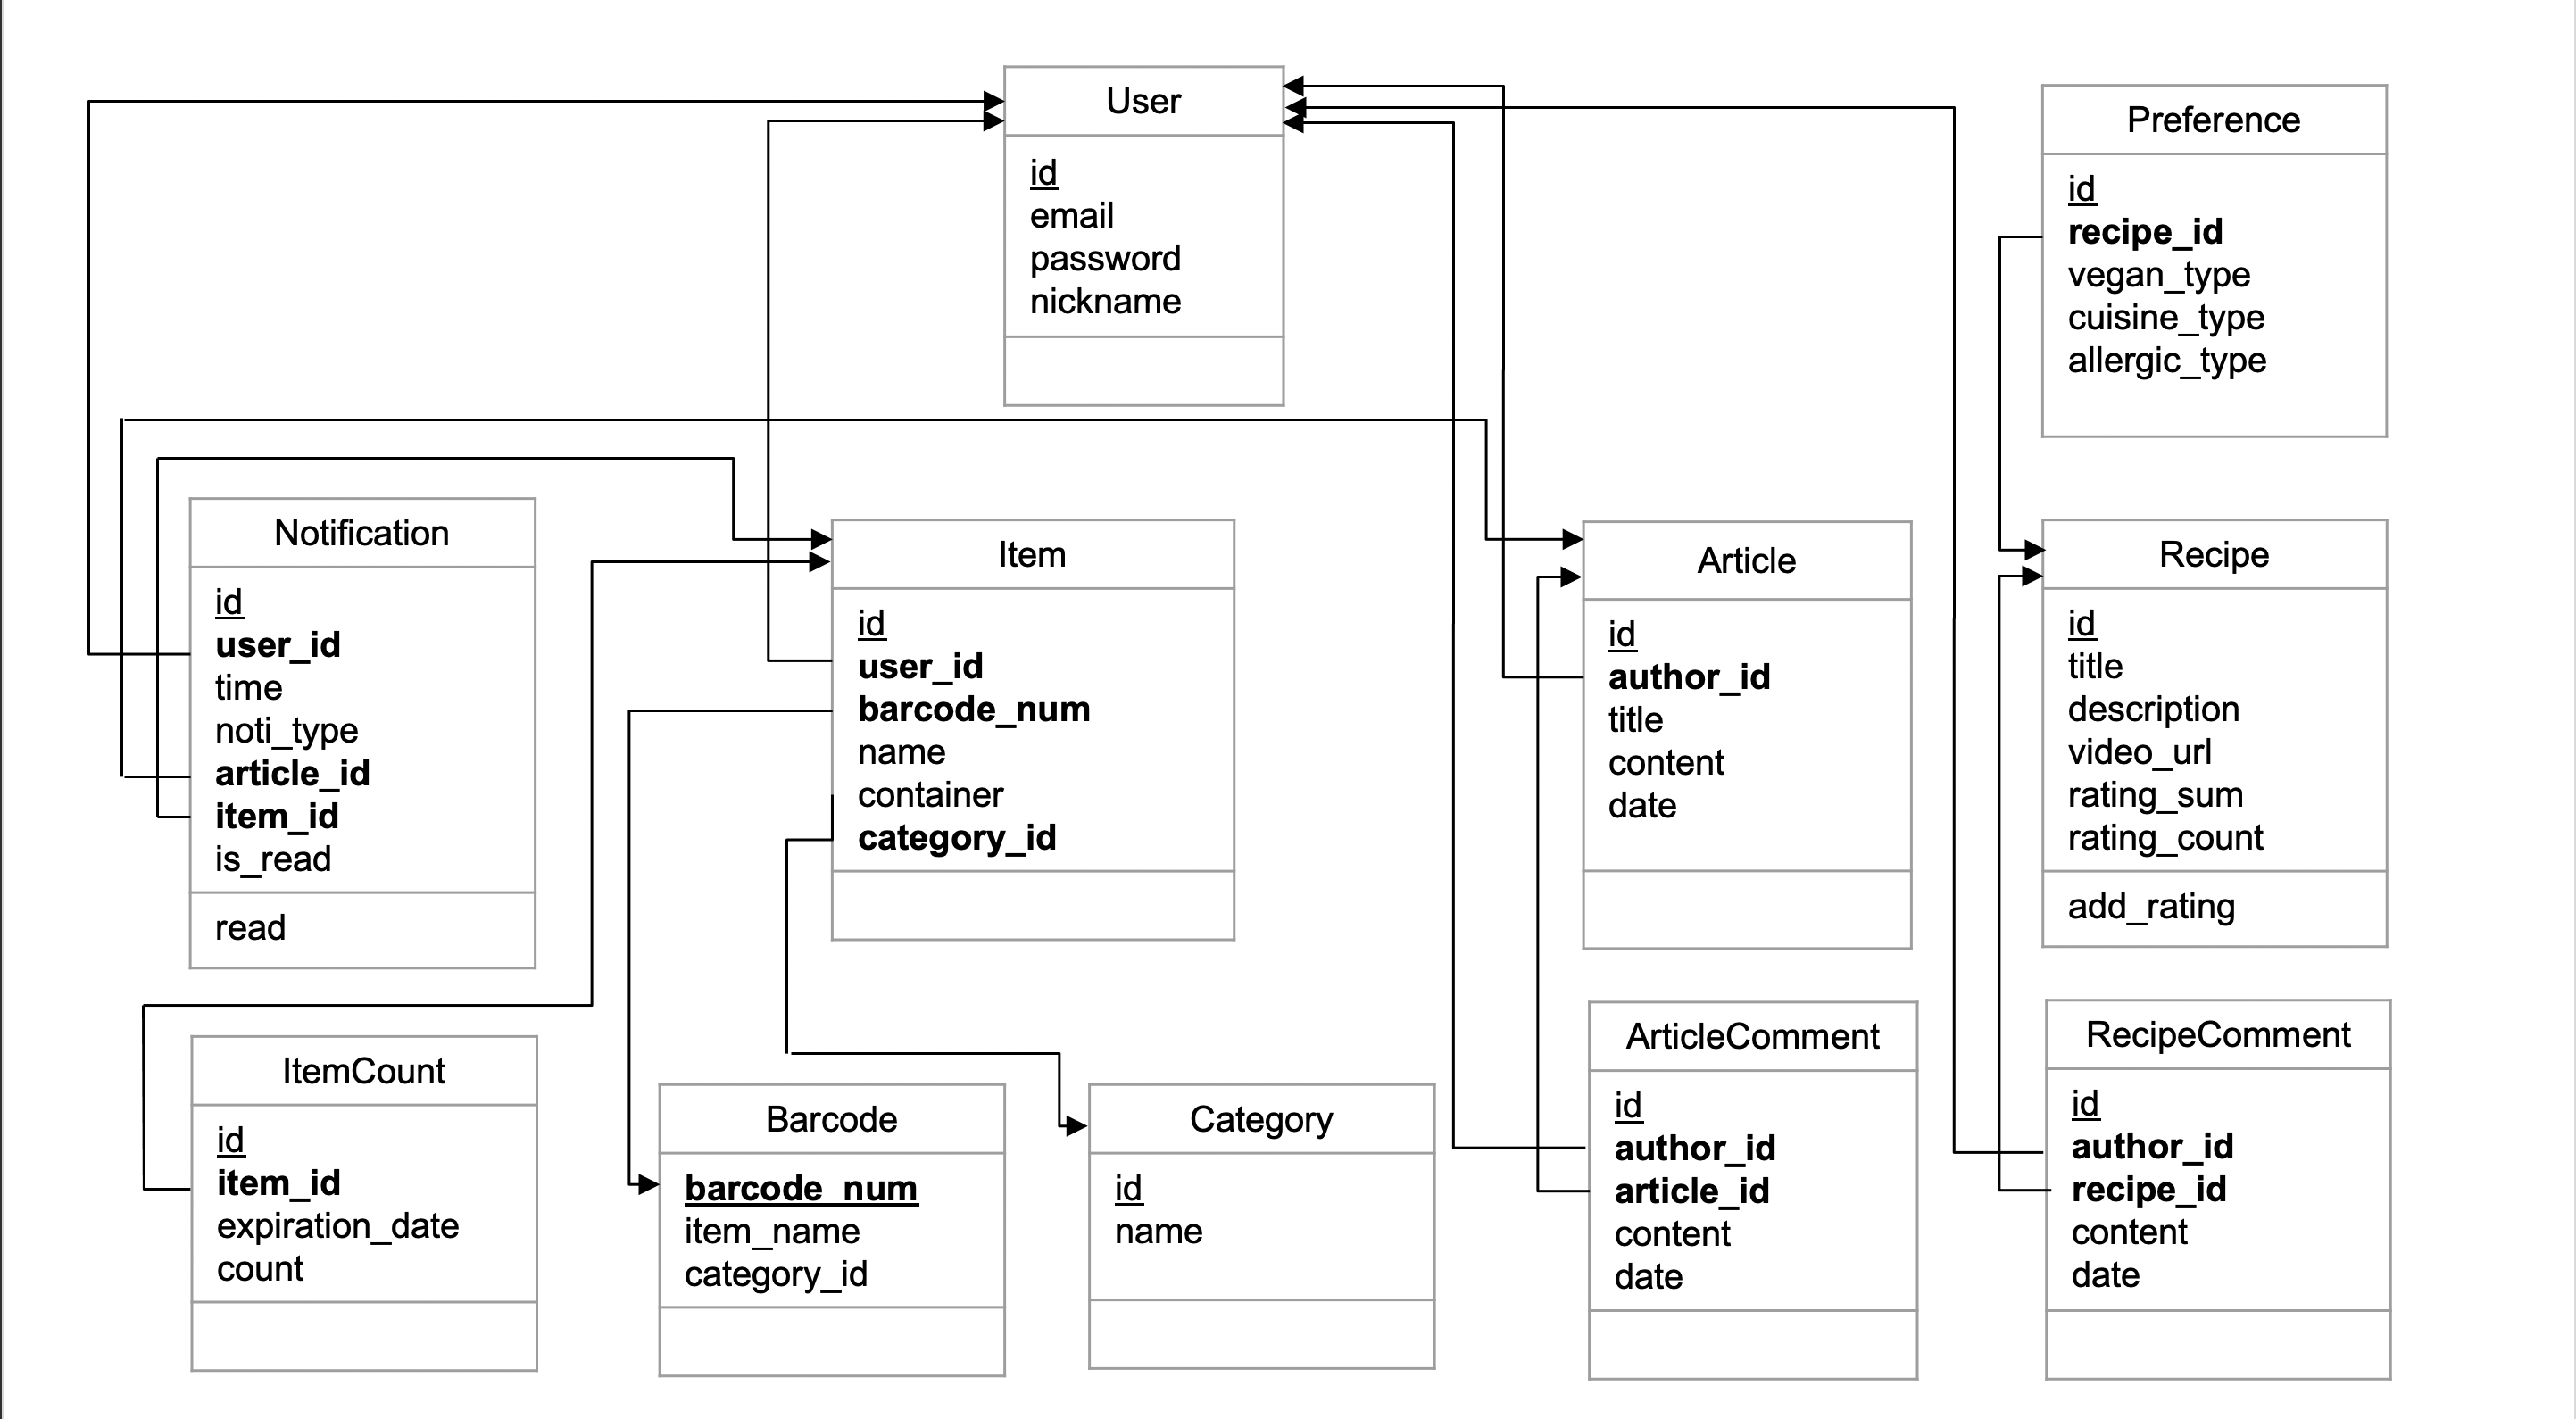 User
id
email
password
nickname
Preference
id
recipe_id
vegan_type
cuisine_type
allergic_type
Notification
id
user_id
time
noti_type
article_id
item_id
is_read
read
Item
id
user_id
barcode_num
name
container
category_id
Article
id
author_id
title
content
date
Recipe
id
title
description
video_url
rating_sum
rating_count
add_rating
ItemCount
id
item_id
expiration_date
count
Barcode
barcode_num
item_name
category_id
Category
id
name
ArticleComment
id
author_id
article_id
content
date
RecipeComment
id
author_id
recipe_id
content
date